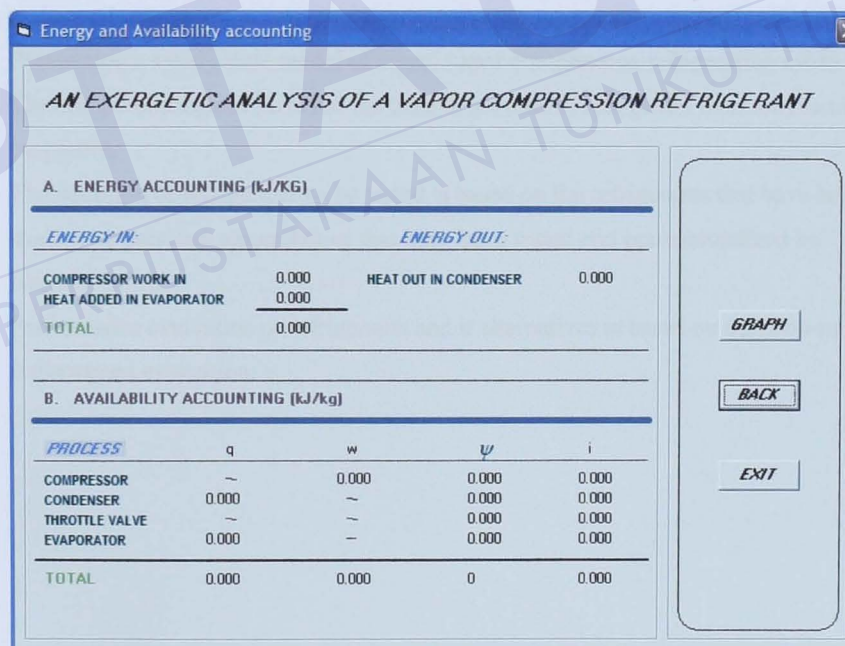 Energy and Availability accounting
AN EXERGETIC ANALYSIS OF A VAPOR COMPRESSION REFRIGERANT
A. ENERGY ACCOUNTING (kJ/KG)
ENERGY IN: ENERGY OUT:
COMPRESSOR WORK IN 0.000 HEAT OUT IN CONDENSER 0.000
HEAT ADDED IN EVAPORATOR 0.000
TOTAL 0.000
B. AVAILABILITY ACCOUNTING (kJ/kg)
PROCESS q w ψ i
COMPRESSOR ~ 0.000 0.000 0.000
CONDENSER 0.000 ~ 0.000 0.000
THROTTLE VALVE ~ ~ 0.000 0.000
EVAPORATOR 0.000 ~ 0.000 0.000
TOTAL 0.000 0.000 0 0.000
GRAPH
BACK
EXIT
PERPUSTAKAAN TUNKU